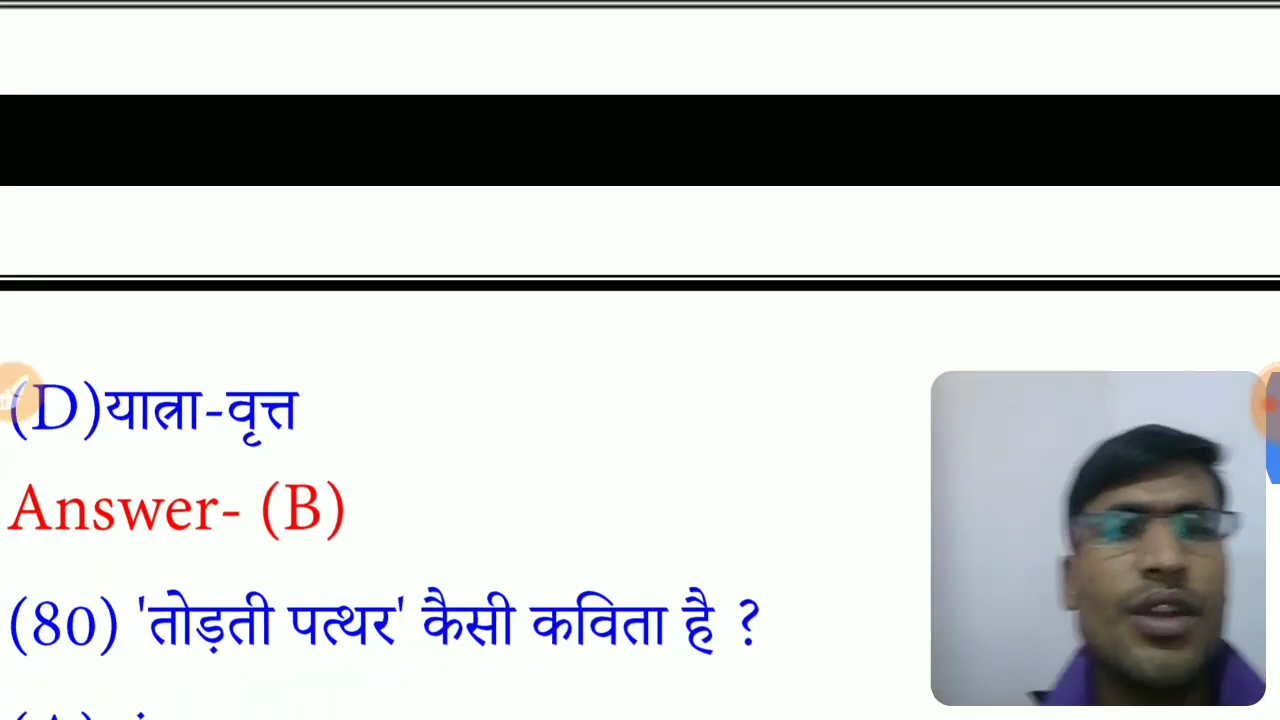 (D)यात्रा-वृत्त
Answer- (B)
(80) 'तोड़ती पत्थर' कैसी कविता है ?